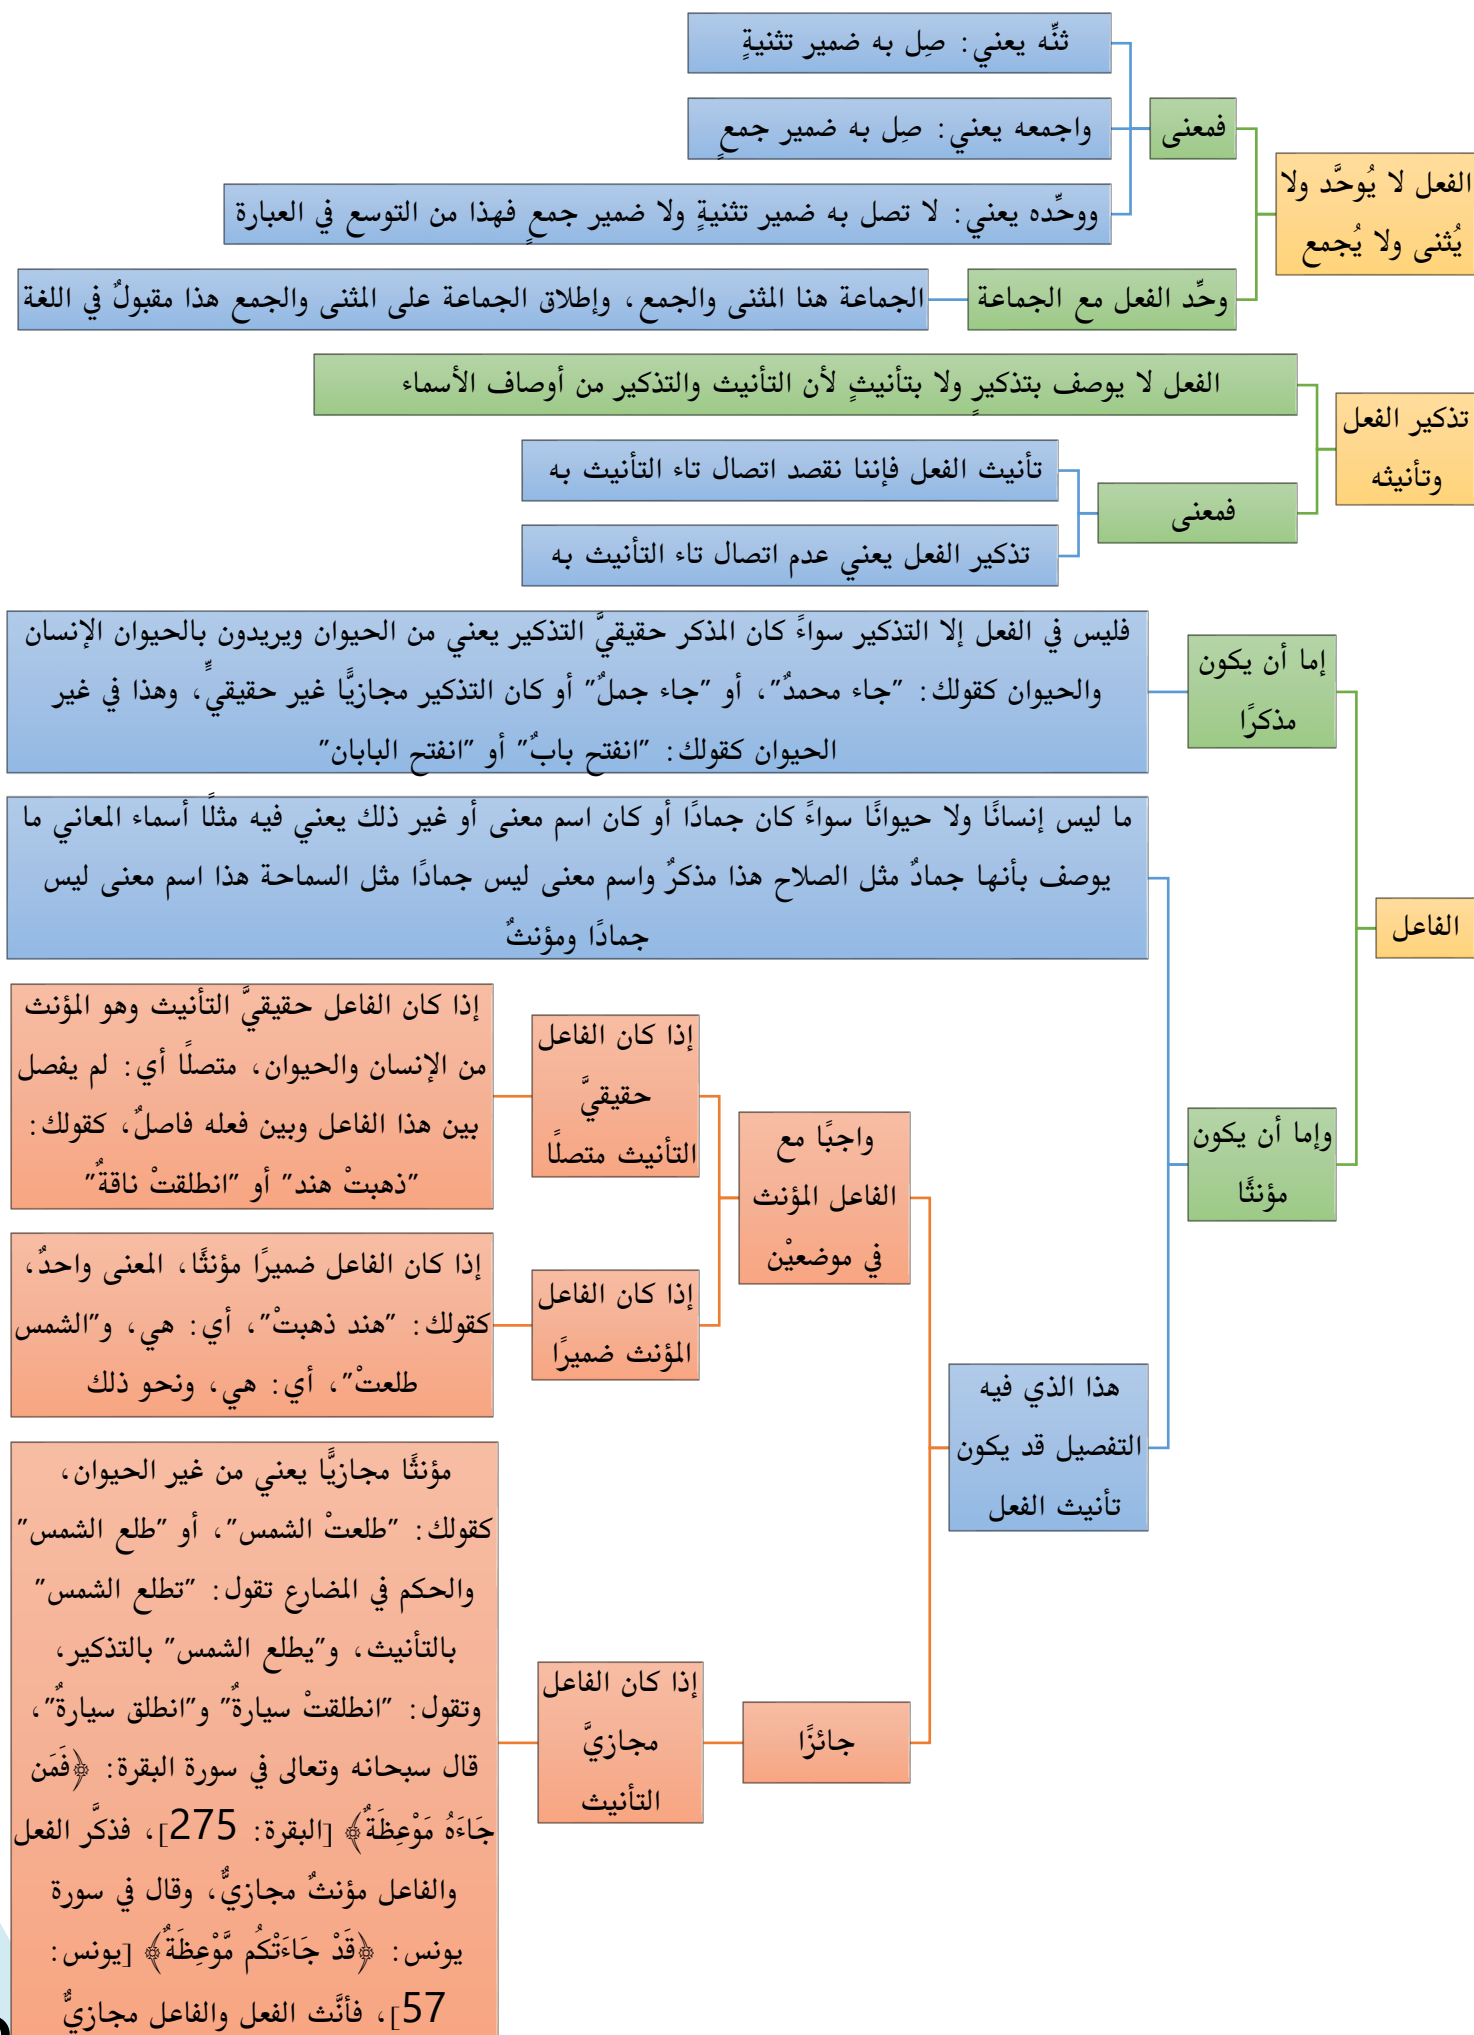 الفعل لا يُوحَّد ولا
يُثنى ولا يُجمع
فمعنى
ثنِّه يعني: صِل به ضمير تثنيةٍ
واجمعه يعني: صِل به ضمير جمعٍ
ووحِّده يعني: لا تصل به ضمير تثنيةٍ ولا ضمير جمعٍ فهذا من التوسع في العبارة
وحِّد الفعل مع الجماعة
الجماعة هنا المثنى والجمع، وإطلاق الجماعة على المثنى والجمع هذا مقبولٌ في اللغة
تذكير الفعل
وتأنيثه
الفعل لا يوصف بتذكيرٍ ولا بتأنيثٍ لأن التأنيث والتذكير من أوصاف الأسماء
فمعنى
تأنيث الفعل فإننا نقصد اتصال تاء التأنيث به
تذكير الفعل يعني عدم اتصال تاء التأنيث به
الفاعل
إما أن يكون
مذكرًا
فليس في الفعل إلا التذكير سواءً كان المذكر حقيقيَّ التذكير يعني من الحيوان ويريدون بالحيوان الإنسان
والحيوان كقولك: "جاء محمدٌ"، أو "جاء جملٌ" أو كان التذكير مجازيًّا غير حقيقيٍّ، وهذا في غير
الحيوان كقولك: "انفتح بابٌ" أو "انفتح البابان"
وإما أن يكون
مؤنثًا
ما ليس إنسانًا ولا حيوانًا سواءً كان جمادًا أو كان اسم معنى أو غير ذلك يعني فيه مثلًا أسماء المعاني ما
يوصف بأنها جمادٌ مثل الصلاح هذا مذكرٌ واسم معنى ليس جمادًا مثل السماحة هذا اسم معنى ليس
جمادًا ومؤنثٌ
هذا الذي فيه
التفصيل قد يكون
تأنيث الفعل
واجبًا مع
الفاعل المؤنث
في موضعيْن
إذا كان الفاعل
حقيقيَّ
التأنيث متصلًا
إذا كان الفاعل حقيقيَّ التأنيث وهو المؤنث
من الإنسان والحيوان، متصلًا أي: لم يفصل
بين هذا الفاعل وبين فعله فاصلٌ، كقولك:
"ذهبتْ هند" أو "انطلقتْ ناقةٌ"
إذا كان الفاعل
المؤنث ضميرًا
إذا كان الفاعل ضميرًا مؤنثًا، المعنى واحدٌ،
كقولك: "هند ذهبتْ"، أي: هي، و"الشمس
طلعتْ"، أي: هي، ونحو ذلك
جائزًا
إذا كان الفاعل
مجازيَّ
التأنيث
مؤنثًا مجازيًّا يعني من غير الحيوان،
كقولك: "طلعتْ الشمس"، أو "طلع الشمس"
والحكم في المضارع تقول: "تطلع الشمس"
بالتأنيث، و"يطلع الشمس" بالتذكير،
وتقول: "انطلقتْ سيارةٌ" و"انطلق سيارةٌ"،
قال سبحانه وتعالى في سورة البقرة: ﴿فَمَن
جَاءَهُ مَوْعِظَةٌ﴾ [البقرة: 275]، فذكَّر الفعل
والفاعل مؤنثٌ مجازيٌّ، وقال في سورة
يونس: ﴿قَدْ جَاءَتْكُم مَّوْعِظَةٌ﴾ [يونس:
57]، فأنَّث الفعل والفاعل مجازيٌّ